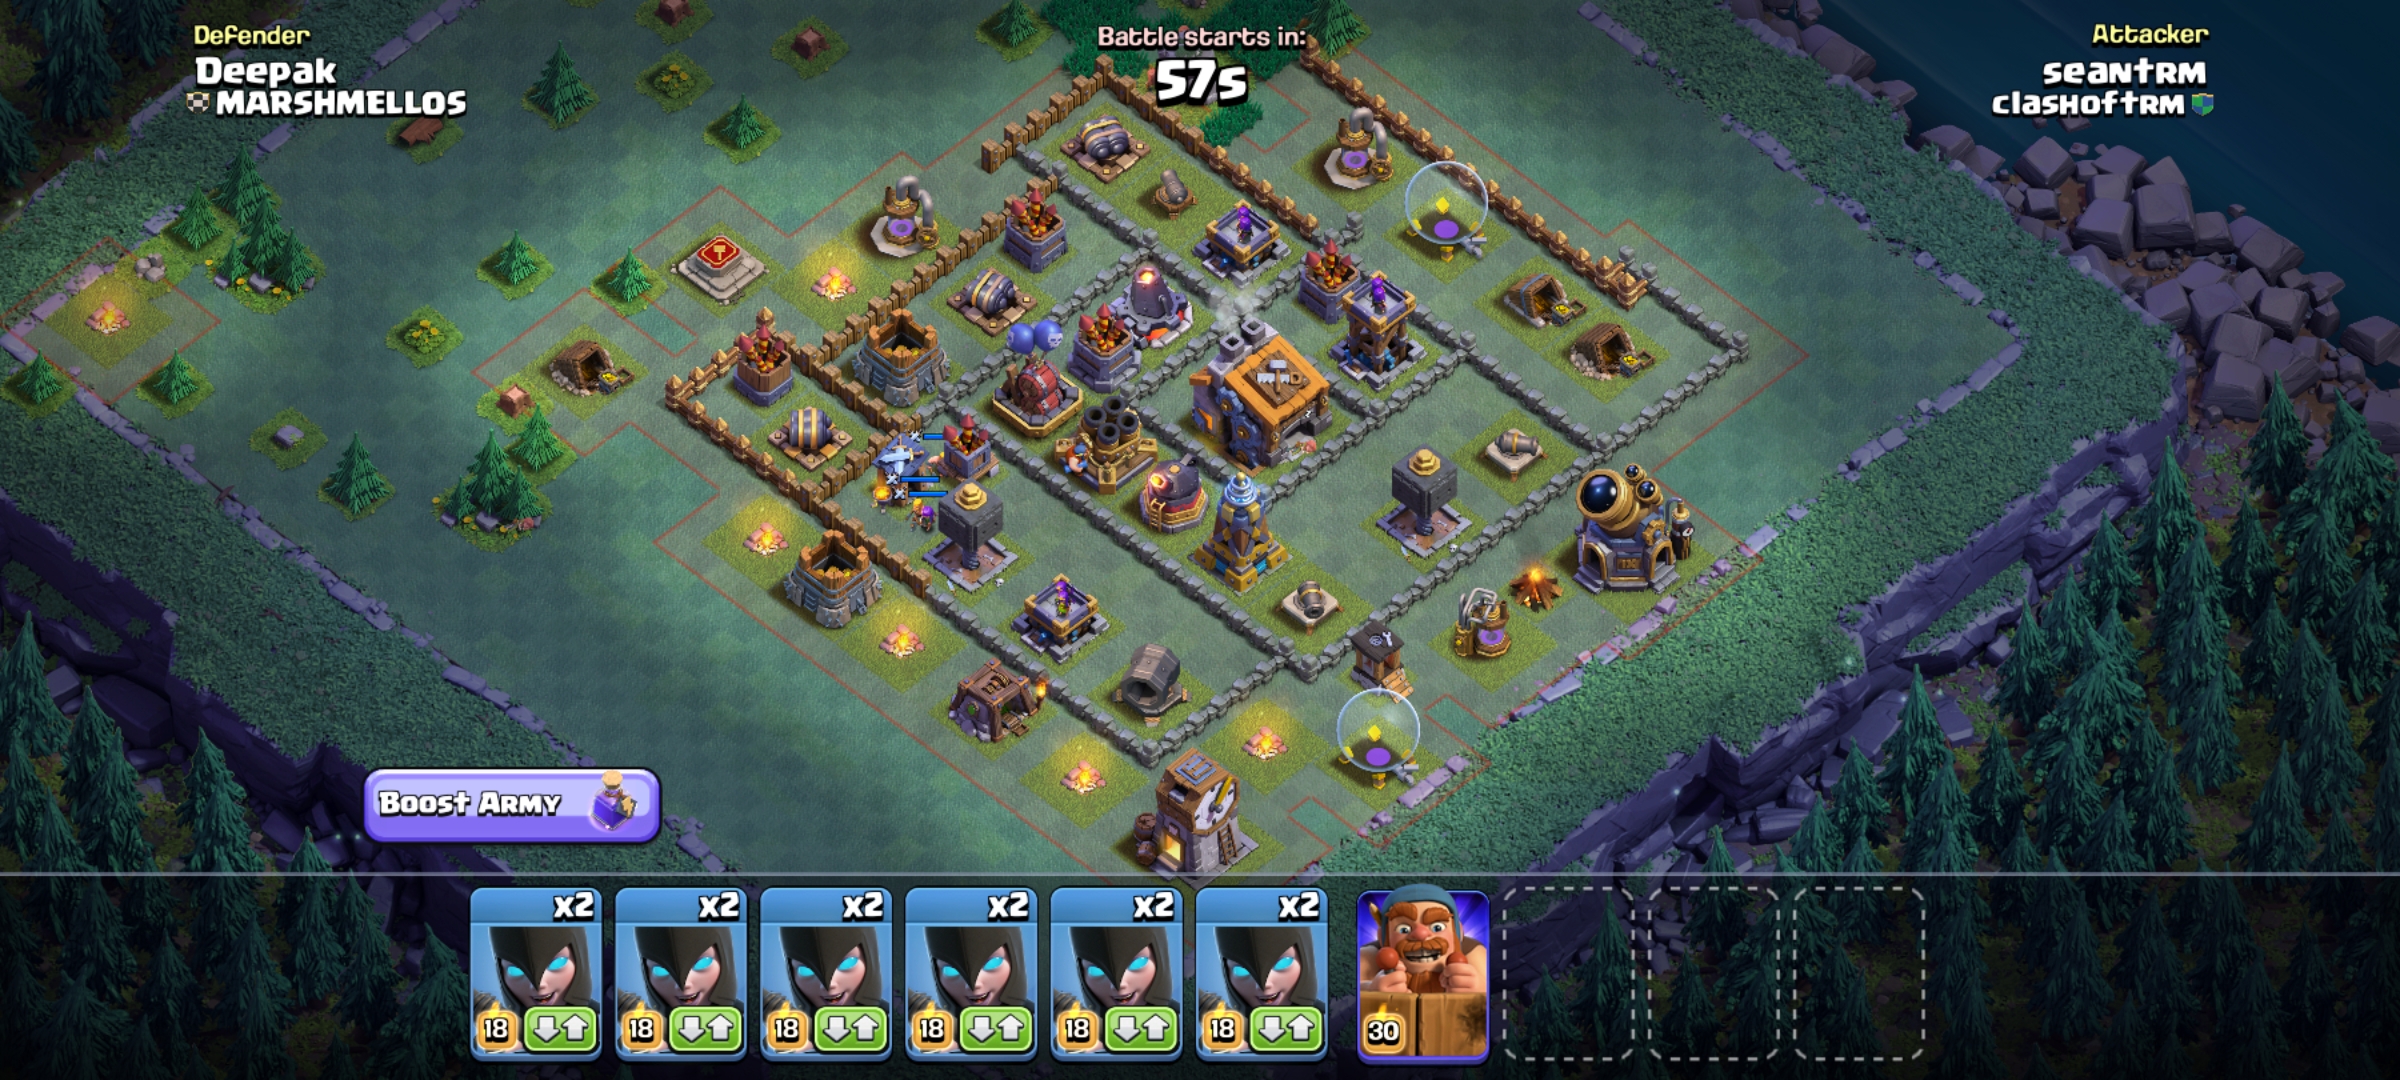 Defender
Deepak
MARSHMELLOS
Battle starts in:
57s
Attacker
seantRM
clashoftRM
Boost Army
x2
x2
x2
x2
x2
x2
18
18
18
18
18
18
30